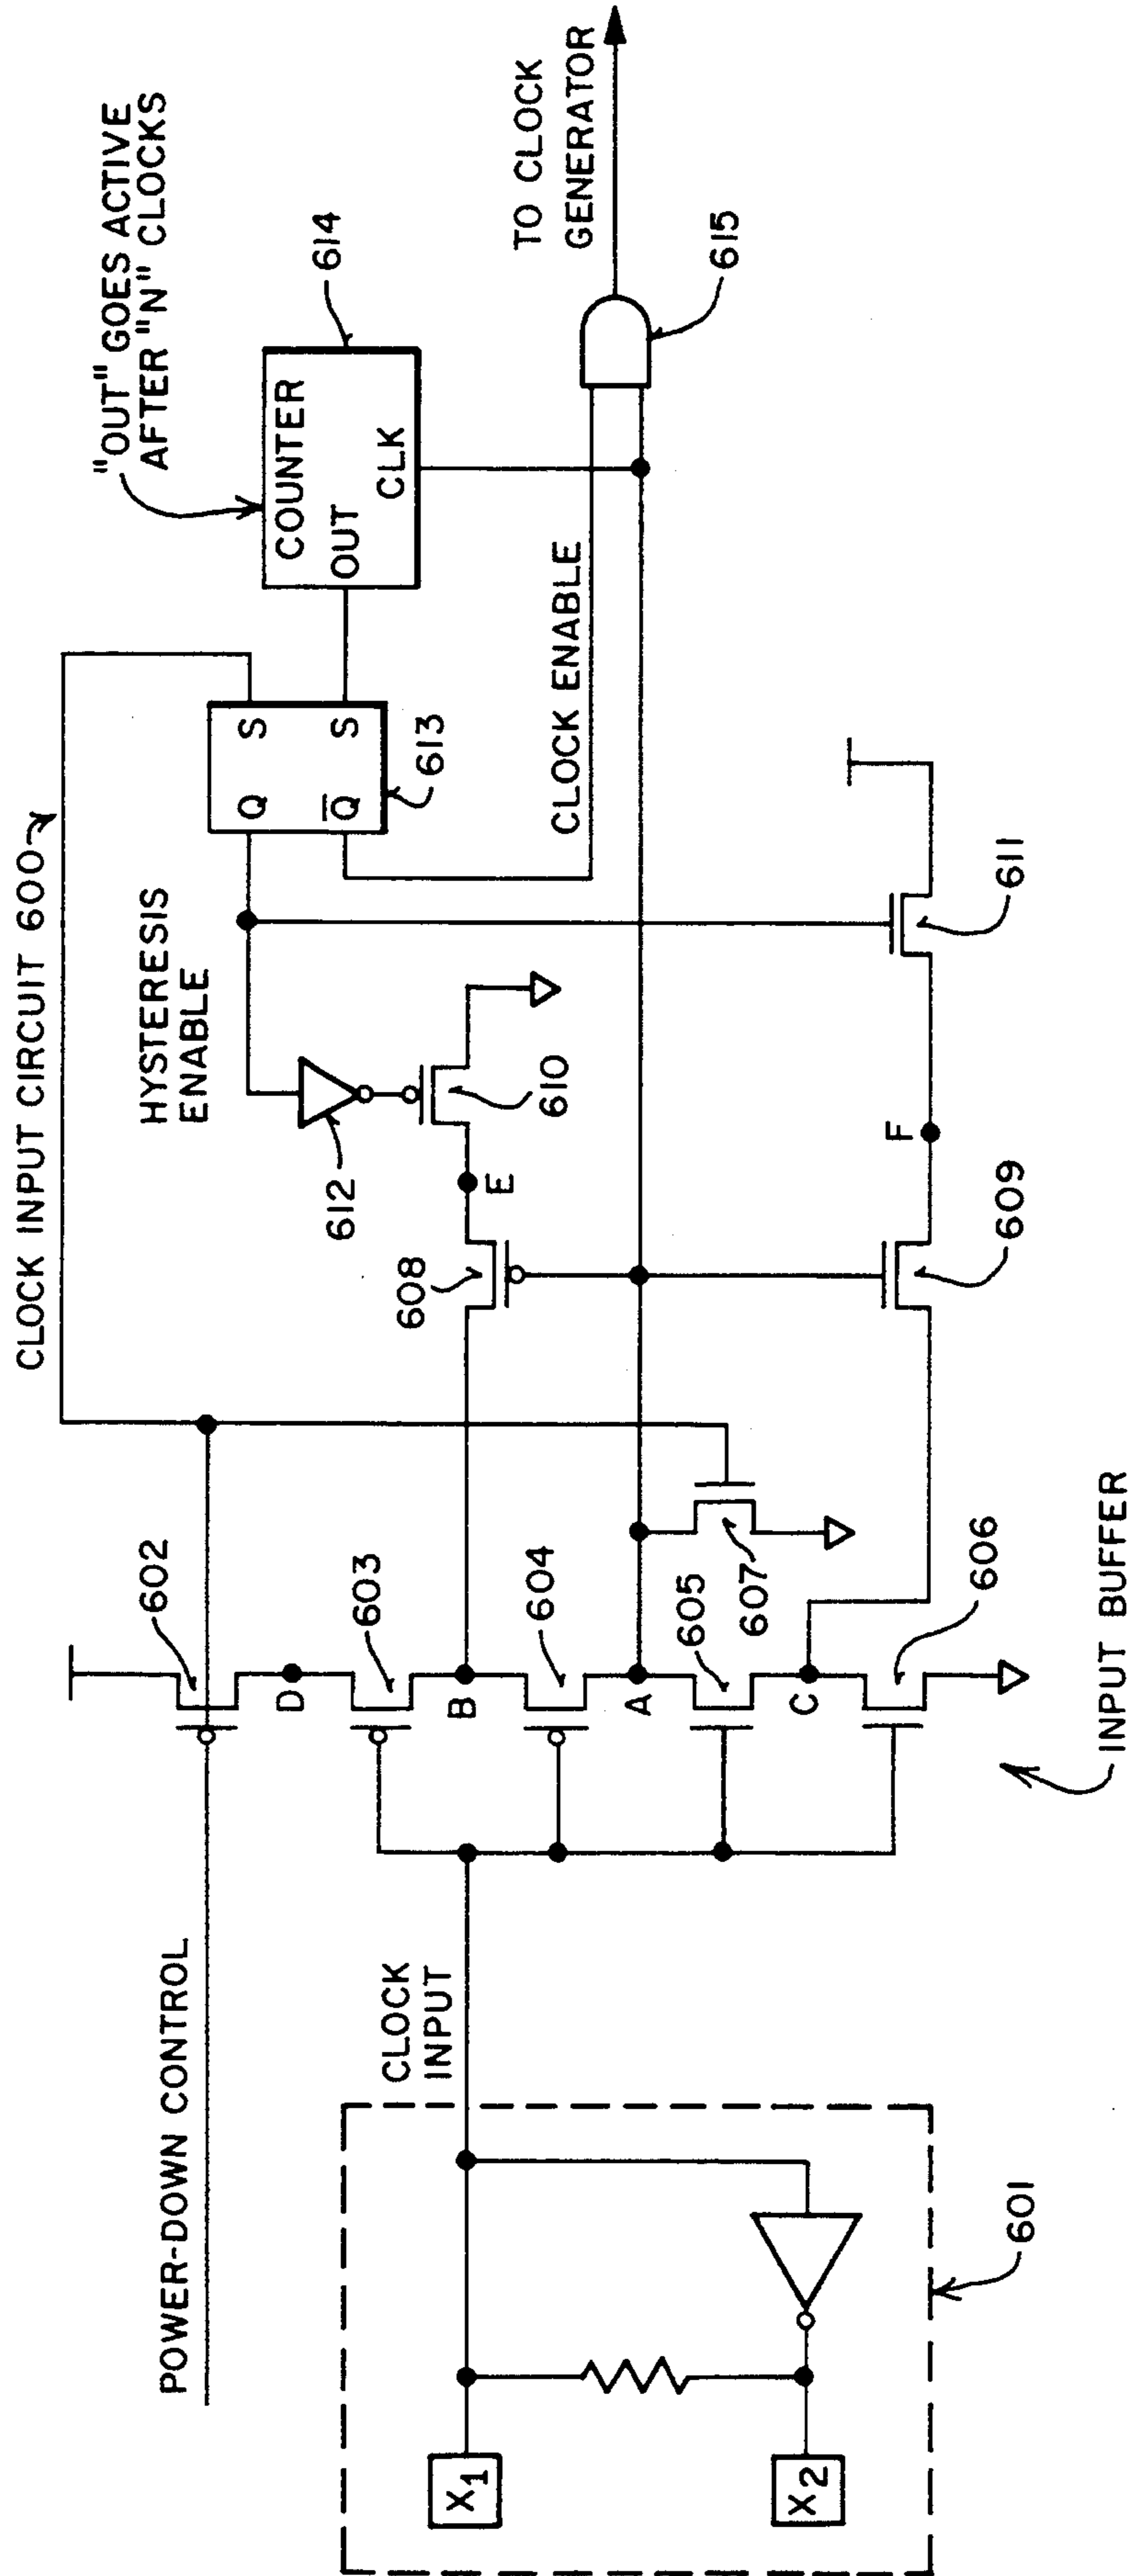 CLOCK INPUT CIRCUIT 600
"OUT" GOES ACTIVE
AFTER "N" CLOCKS
POWER-DOWN CONTROL
602
HYSTERESIS
ENABLE
Q
S
Q̅
S
613
COUNTER
OUT
CLK
614
D
603
612
610
E
608
B
CLOCK
INPUT
604
A
605
607
C
606
CLOCK ENABLE
TO CLOCK
GENERATOR
615
609
F
611
X1
X2
601
INPUT BUFFER